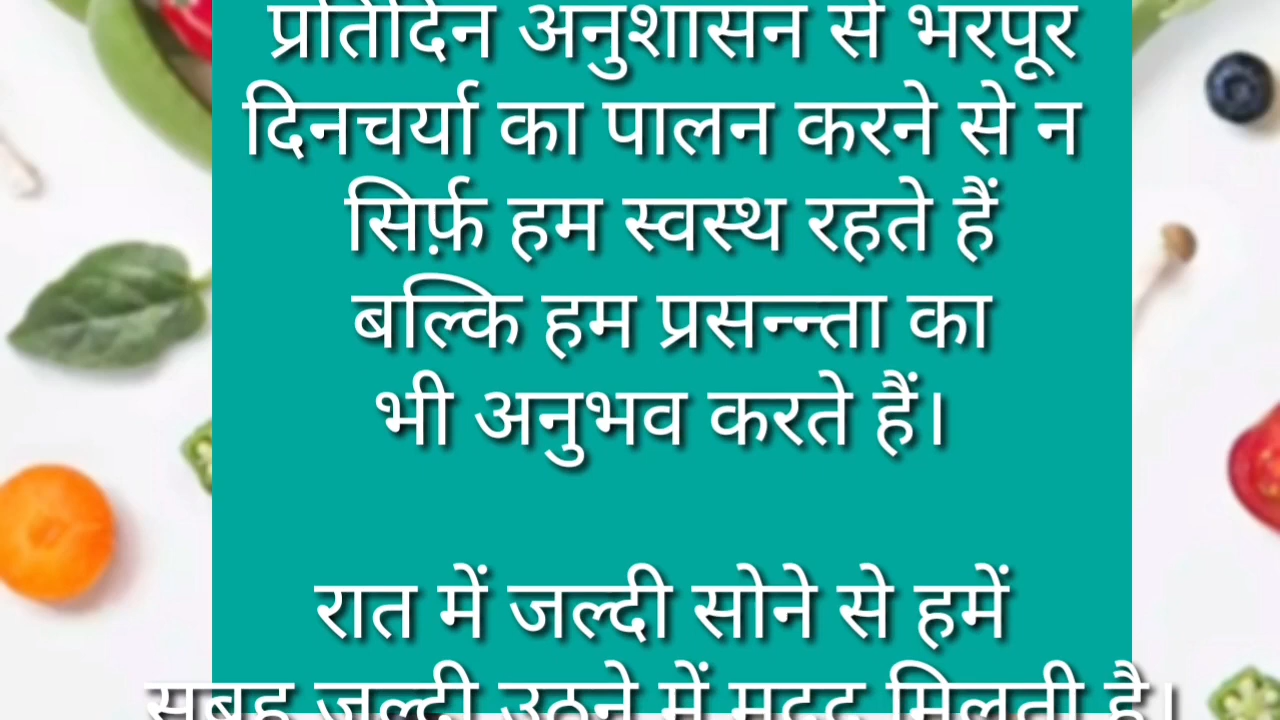 प्रतिदिन अनुशासन से भरपूर
दिनचर्या का पालन करने से न
सिर्फ़ हम स्वस्थ रहते हैं
बल्कि हम प्रसन्न्ता का
भी अनुभव करते हैं।
रात में जल्दी सोने से हमें
सुबह जल्दी उठने में मदद मिलती है।